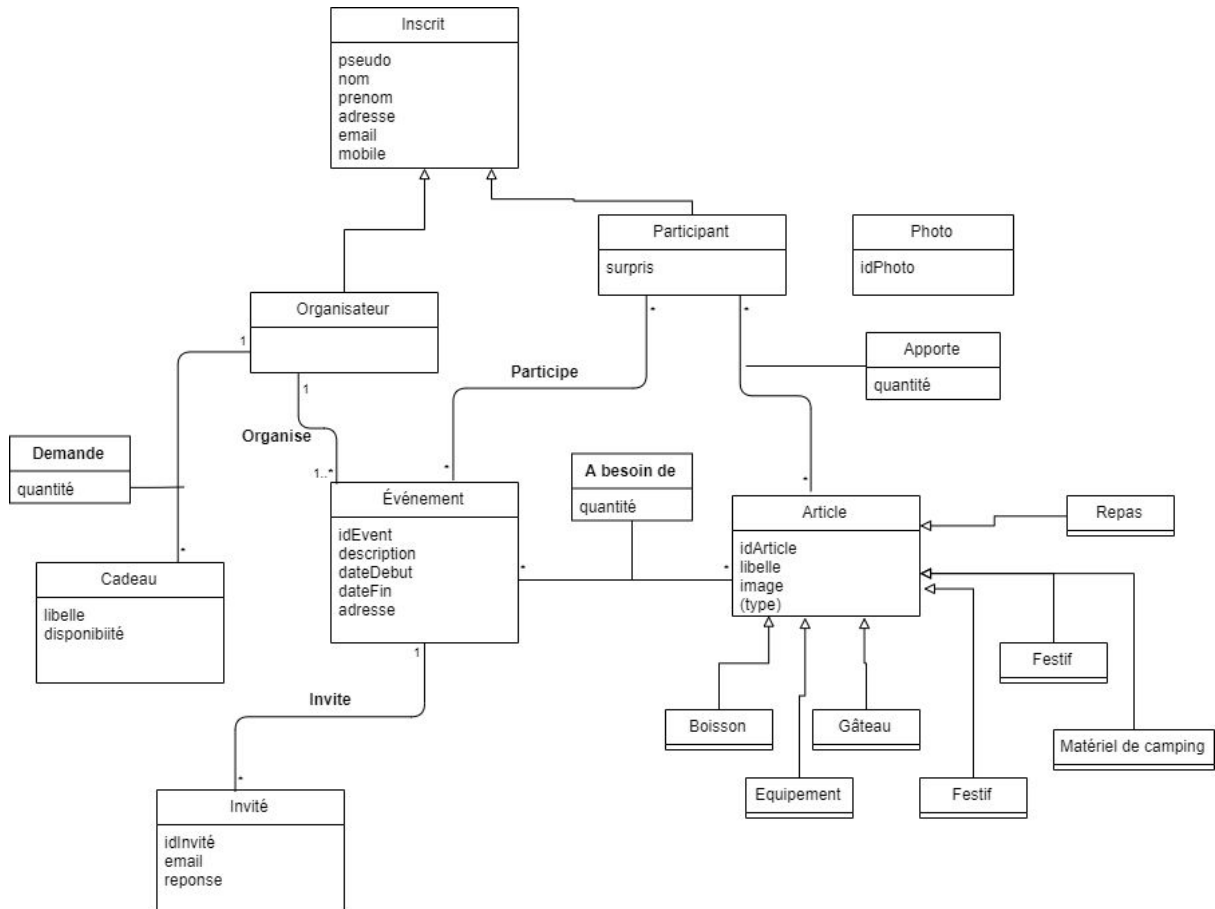 Inscrit
pseudo
nom
prenom
adresse
email
mobile
Participant
surpris
Photo
idPhoto
Organisateur
1
1
*
*
Apporte
quantité
Participe
Organise
Demande
quantité
1..*
*
A besoin de
quantité
*
Événement
idEvent
description
dateDebut
dateFin
adresse
*
*
Article
idArticle
libelle
image
(type)
Repas
*
Cadeau
libelle
disponibiité
1
Festif
Invite
Boisson
Gâteau
Matériel de camping
Equipement
Festif
*
Invité
idInvité
email
reponse